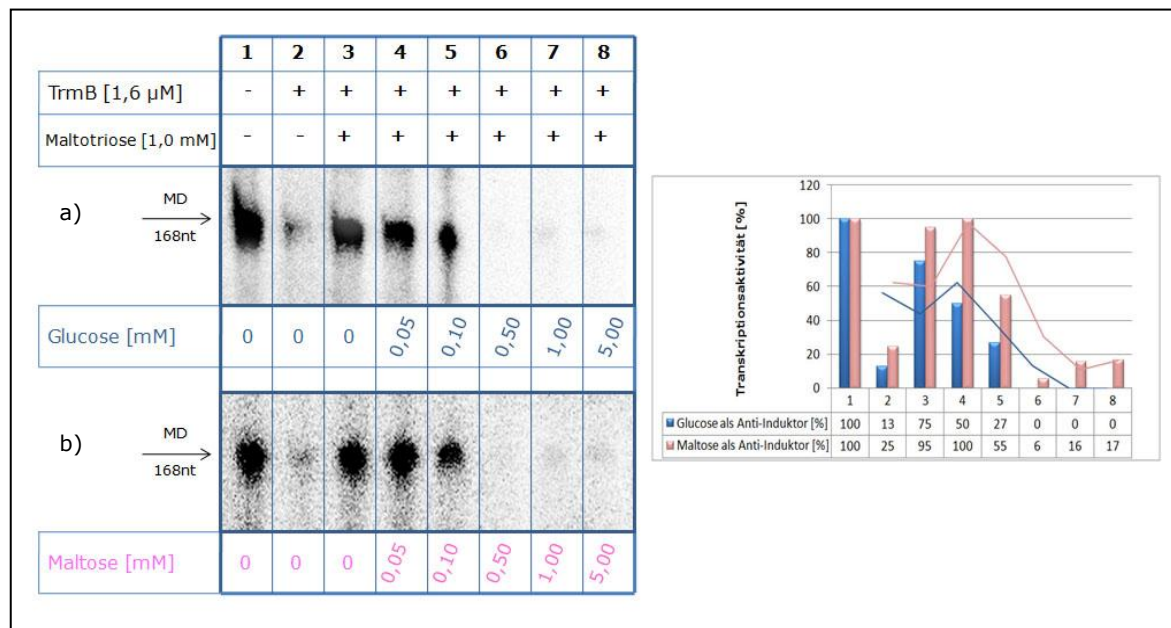 1 2 3 4 5 6 7 8
TrmB [1,6 µM] - + + + + + + +
Maltotriose [1,0 mM] - - + + + + + +
a) MD
168nt
Glucose [mM] 0 0 0 0,05 0,10 0,50 1,00 5,00
b) MD
168nt
Maltose [mM] 0 0 0 0,05 0,10 0,50 1,00 5,00
Transkriptionsaktivität [%]
120
100
80
60
40
20
0
1 2 3 4 5 6 7 8
Glucose als Anti-Induktor [%] 100 13 75 50 27 0 0 0
Maltose als Anti-Induktor [%] 100 25 95 100 55 6 16 17